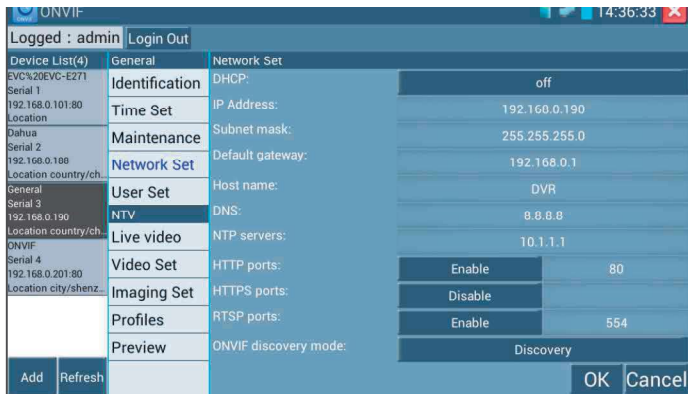 ONVIF
14:36:33
Logged : admin Login Out
Device List(4)
EVC%20EVC-E271
Serial 1
192.168.0.101:80
Location
Dahua
Serial 2
192.168.0.188
Location country/ch..
General
Serial 3
192.168.0.190
Location country/ch..
ONVIF
Serial 4
192.168.0.201:80
Location city/shenz...
Add Refresh
General
Identification
Time Set
Maintenance
Network Set
User Set
NTV
Live video
Video Set
Imaging Set
Profiles
Preview
Network Set
DHCP: off
IP Address: 192.160.0.190
Subnet mask: 255.255.255.0
Default gateway: 192.168.0.1
Host name: DVR
DNS: 8.8.8.8
NTP servers: 10.1.1.1
HTTP ports: Enable 80
HTTPS ports: Disable
RTSP ports: Enable 554
ONVIF discovery mode: Discovery
OK Cancel